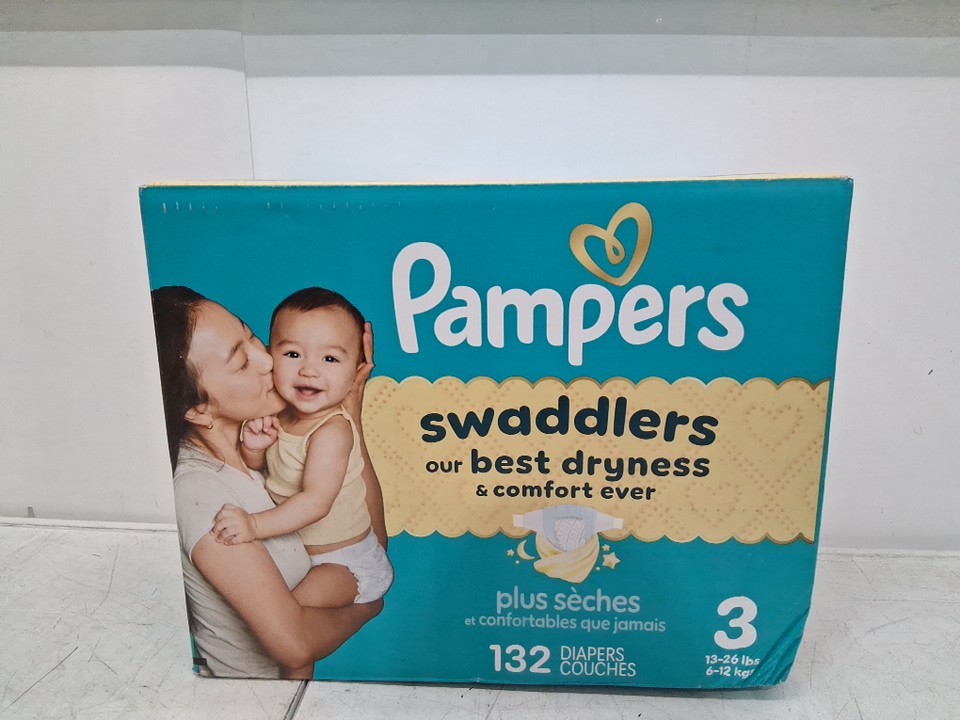 Pampers
swaddlers
our best dryness
& comfort ever
plus sèches
et confortables que jamais
132 DIAPERS
COUCHES
3
13-26 lbs
6-12 kgs